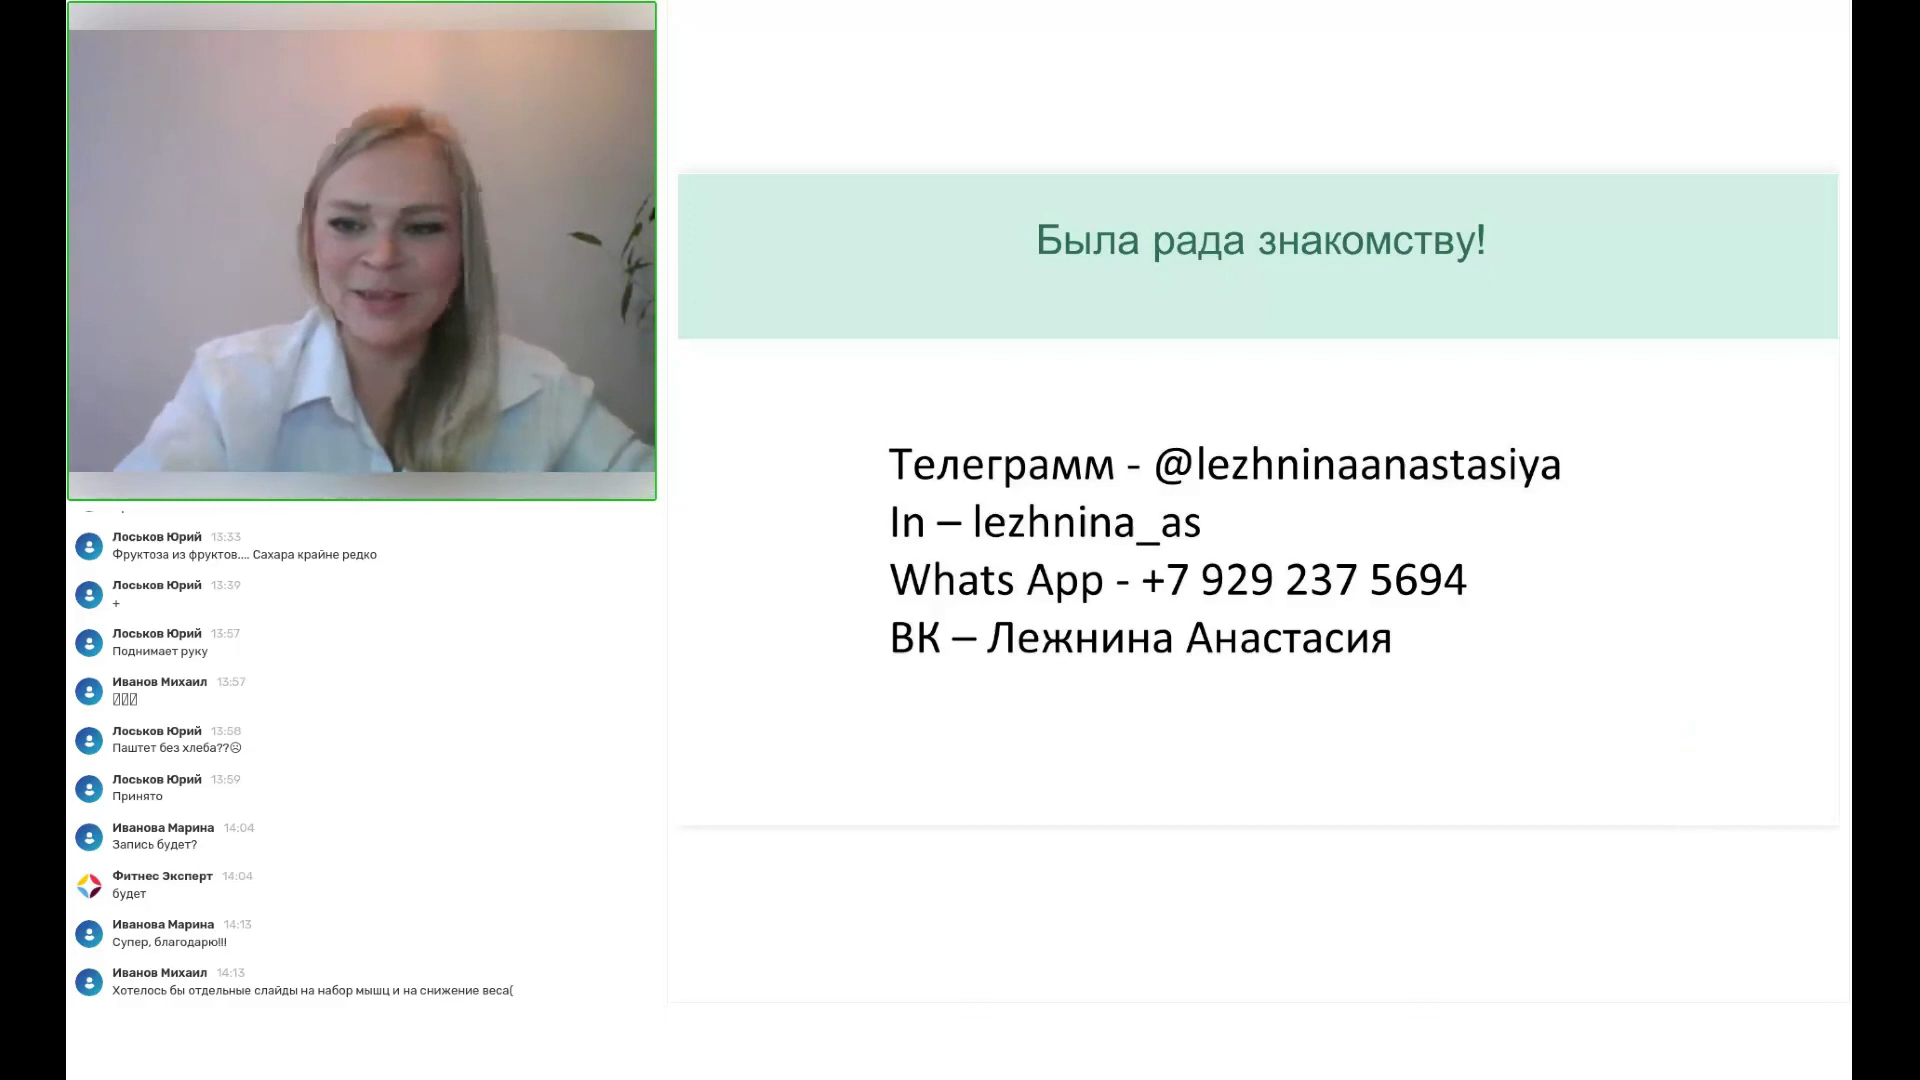 Была рада знакомству!
Телеграмм - @lezhninaanastasiya
In – lezhnina_as
Whats App - +7 929 237 5694
ВК – Лежнина Анастасия
Лоськов Юрий 13:33
Фруктоза из фруктов.... Сахара крайне редко
Лоськов Юрий 13:39
+
Лоськов Юрий 13:57
Поднимает руку
Иванов Михаил 13:57
Лоськов Юрий 13:58
Паштет без хлеба??☹
Лоськов Юрий 13:59
Принято
Иванова Марина 14:04
Запись будет?
Фитнес Эксперт 14:04
будет
Иванова Марина 14:13
Супер, благодарю!!!
Иванов Михаил 14:13
Хотелось бы отдельные слайды на набор мышц и на снижение веса(